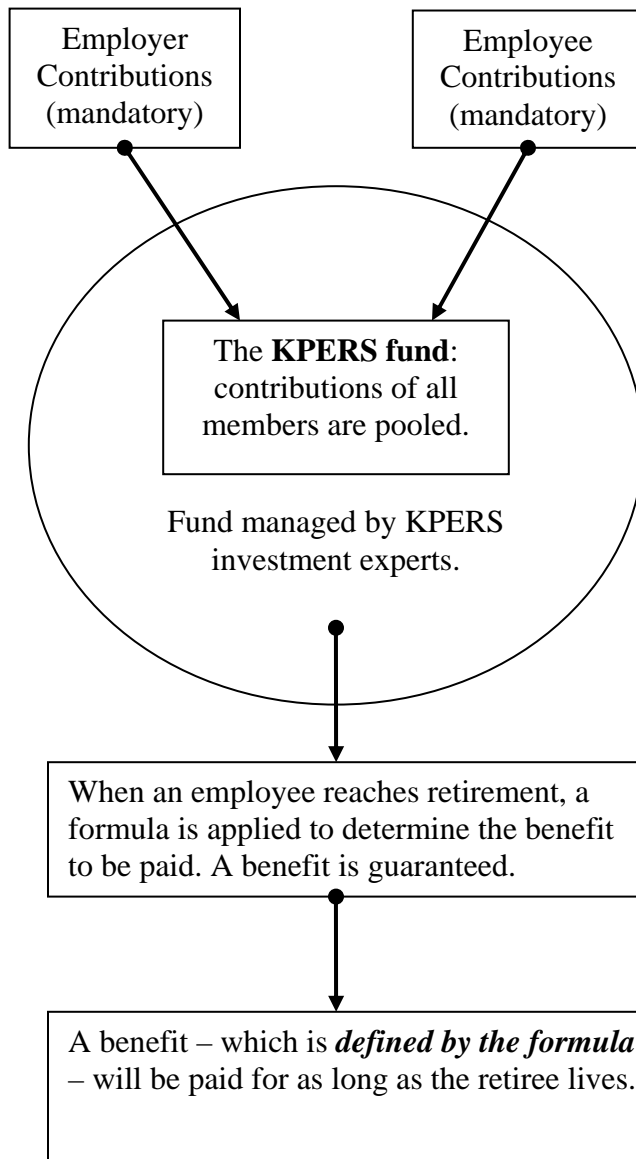 Employer
Contributions
(mandatory)
Employee
Contributions
(mandatory)
The KPERS fund:
contributions of all
members are pooled.
Fund managed by KPERS
investment experts.
When an employee reaches retirement, a
formula is applied to determine the benefit
to be paid. A benefit is guaranteed.
A benefit – which is defined by the formula
– will be paid for as long as the retiree lives.